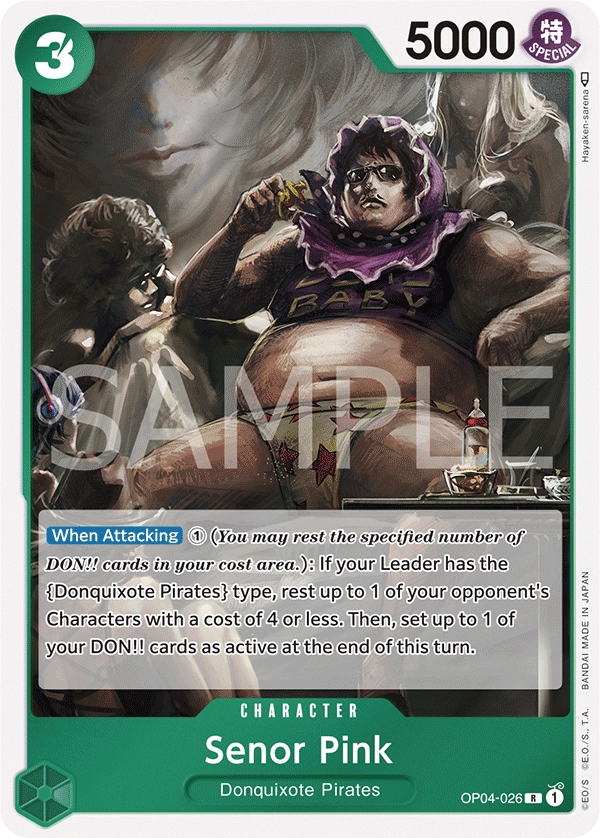 3
5000
特
SPECIAL
Hayaken-sarena
BABY
SAMPLE
When Attacking ① (You may rest the specified number of
DON!! cards in your cost area.): If your Leader has the
{Donquixote Pirates} type, rest up to 1 of your opponent's
Characters with a cost of 4 or less. Then, set up to 1 of
your DON!! cards as active at the end of this turn.
CHARACTER
Senor Pink
Donquixote Pirates
OP04-026 R 1
©E.O./S., T.A. BANDAI MADE IN JAPAN
©EO/S